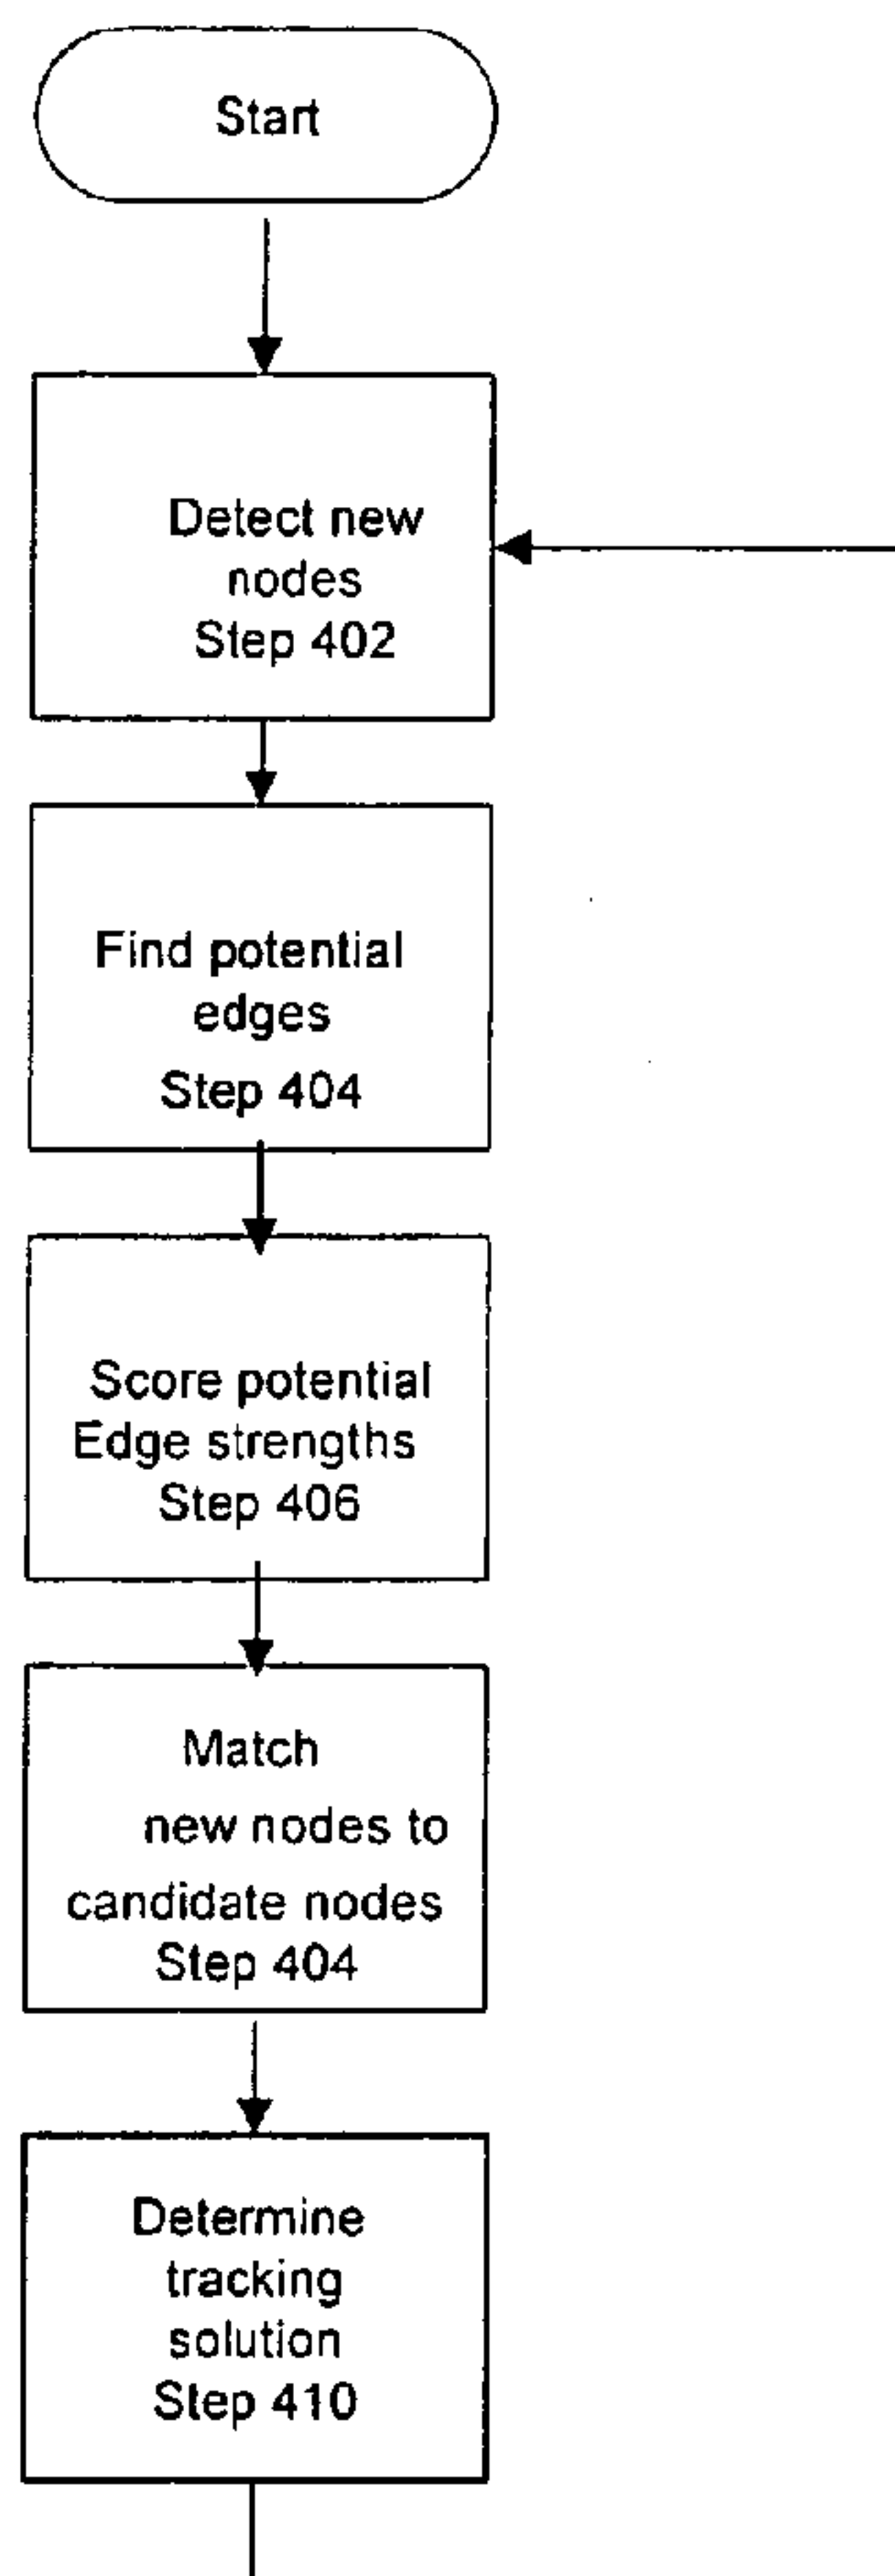 Start
Detect new
nodes
Step 402
Find potential
edges
Step 404
Score potential
Edge strengths
Step 406
Match
new nodes to
candidate nodes
Step 404
Determine
tracking
solution
Step 410